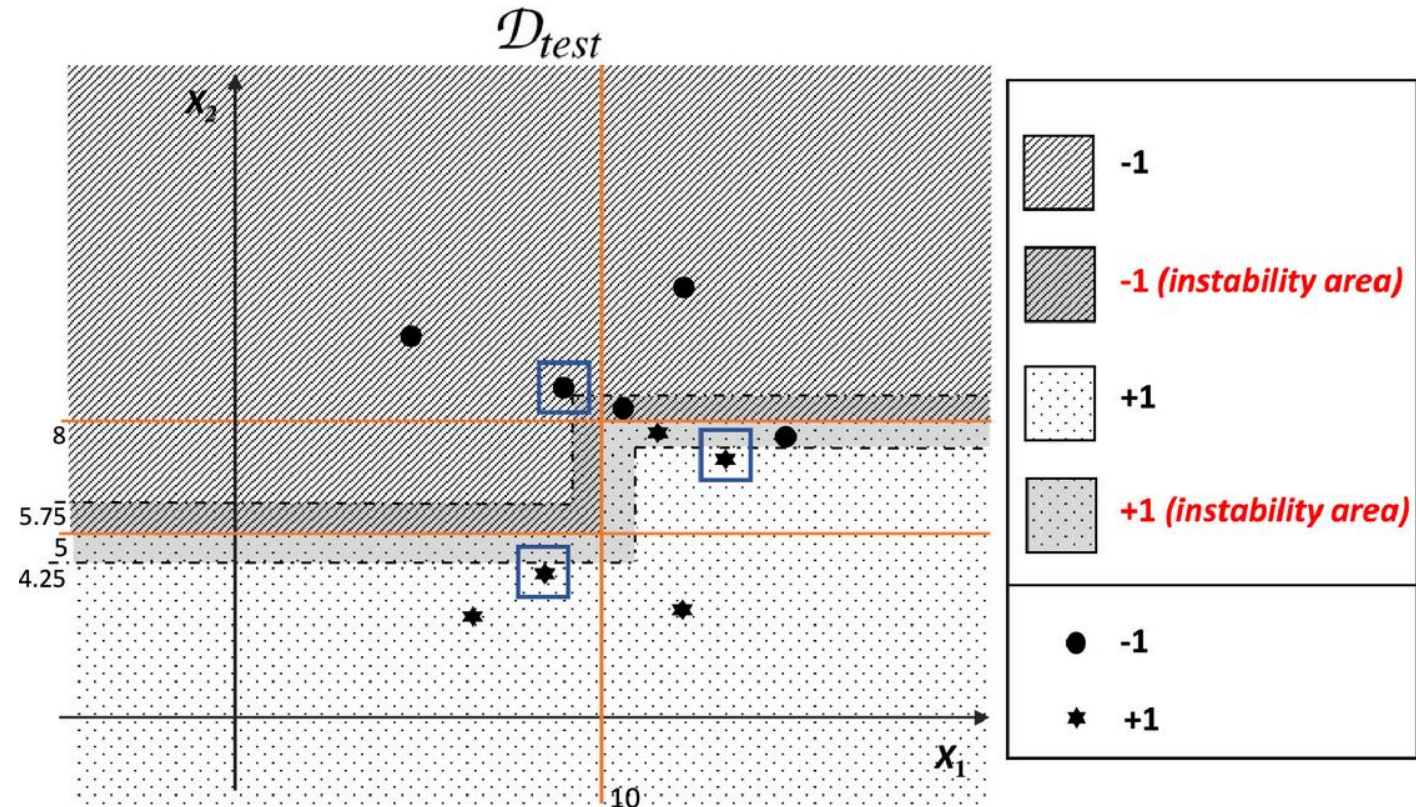 𝒟test
X2
8
5.75
5
4.25
X1
10
-1
-1 (instability area)
+1
+1 (instability area)
-1
+1